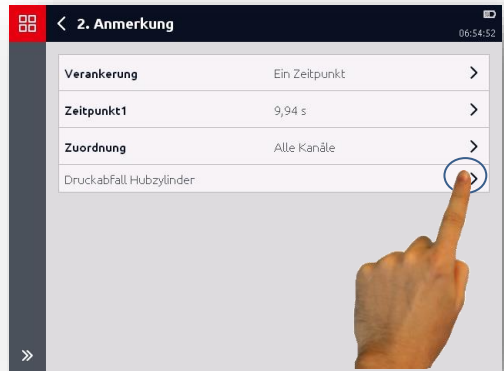 2. Anmerkung
06:54:52
Verankerung Ein Zeitpunkt
Zeitpunkt1 9,94 s
Zuordnung Alle Kanäle
Druckabfall Hubzylinder